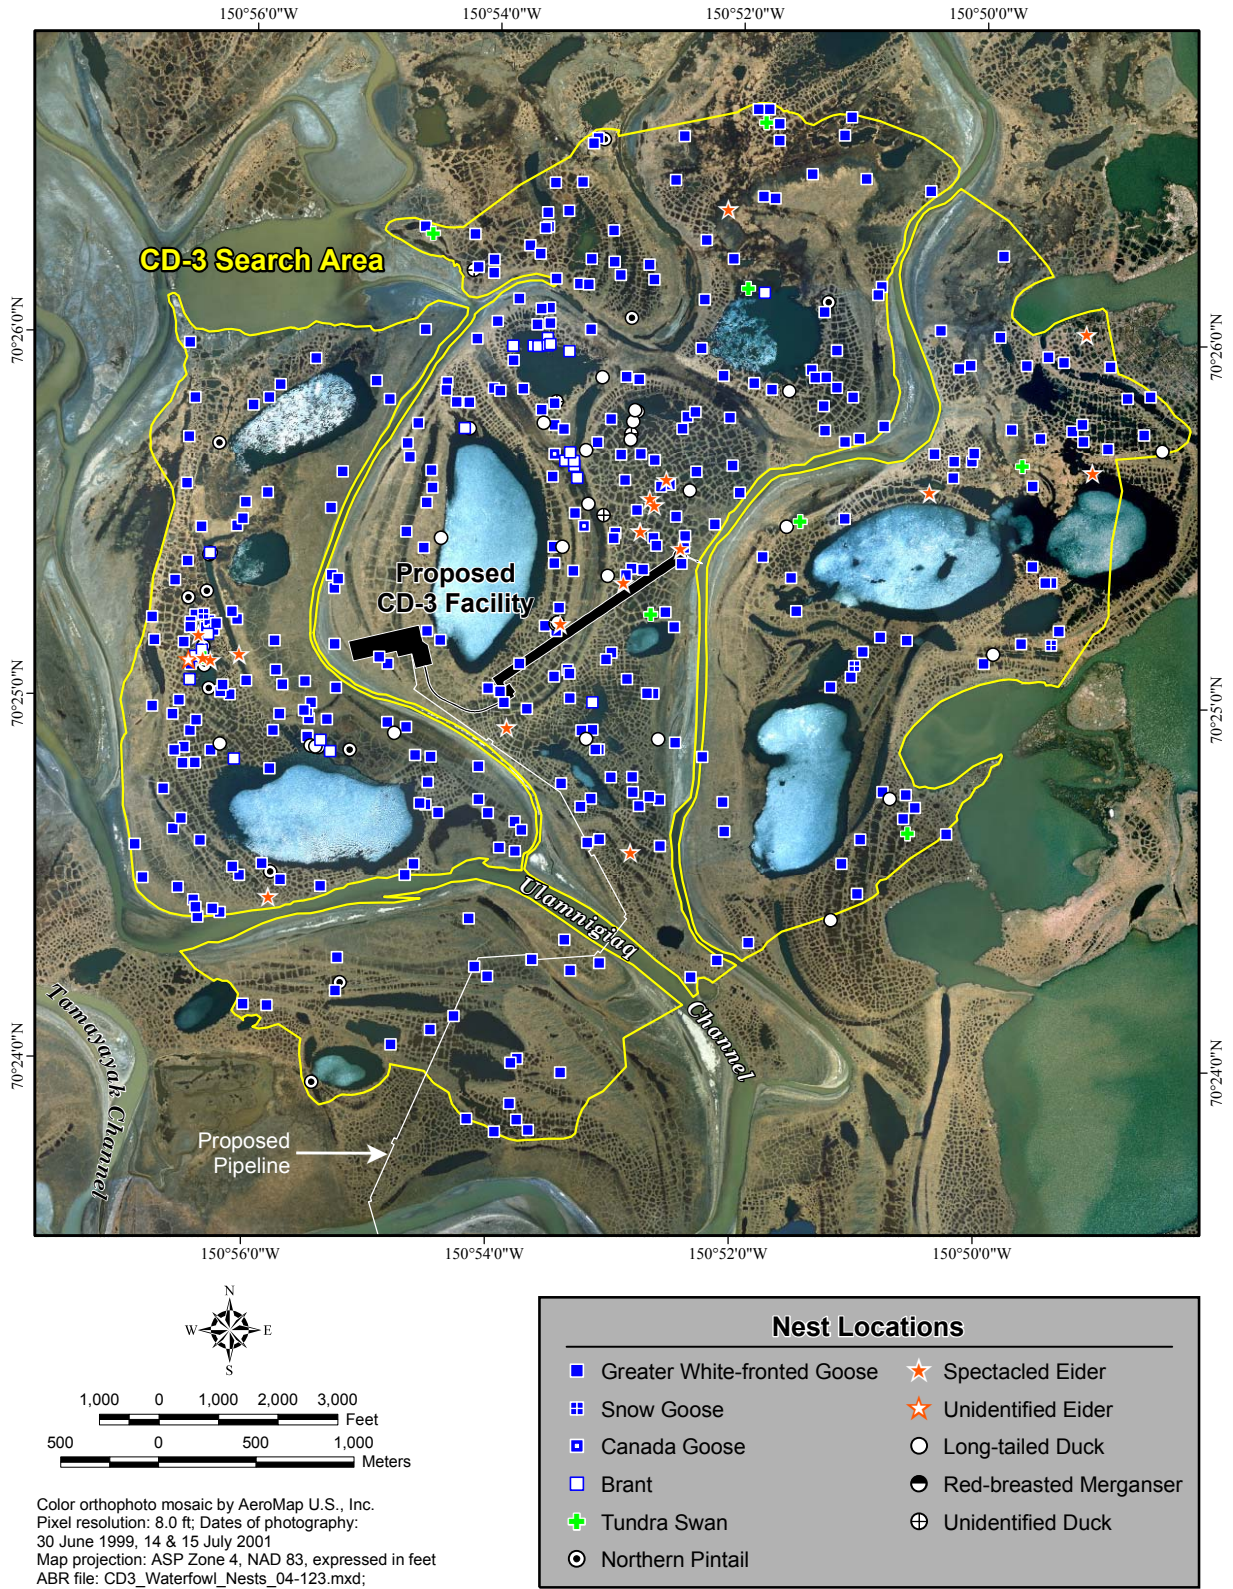 150°56'0"W
150°54'0"W
150°52'0"W
150°50'0"W
CD-3 Search Area
70°26'0"N
70°26'0"N
Proposed
CD-3 Facility
70°25'0"N
70°25'0"N
Ulamnigiaq
Channel
Tamayayak Channel
70°24'0"N
70°24'0"N
Proposed
Pipeline
150°56'0"W
150°54'0"W
150°52'0"W
150°50'0"W
N
W
E
S
1,000 0 1,000 2,000 3,000
Feet
500 0 500 1,000
Meters
Color orthophoto mosaic by AeroMap U.S., Inc.
Pixel resolution: 8.0 ft; Dates of photography:
30 June 1999, 14 & 15 July 2001
Map projection: ASP Zone 4, NAD 83, expressed in feet
ABR file: CD3_Waterfowl_Nests_04-123.mxd;
Nest Locations
Greater White-fronted Goose
Snow Goose
Canada Goose
Brant
Tundra Swan
Northern Pintail
Spectacled Eider
Unidentified Eider
Long-tailed Duck
Red-breasted Merganser
Unidentified Duck